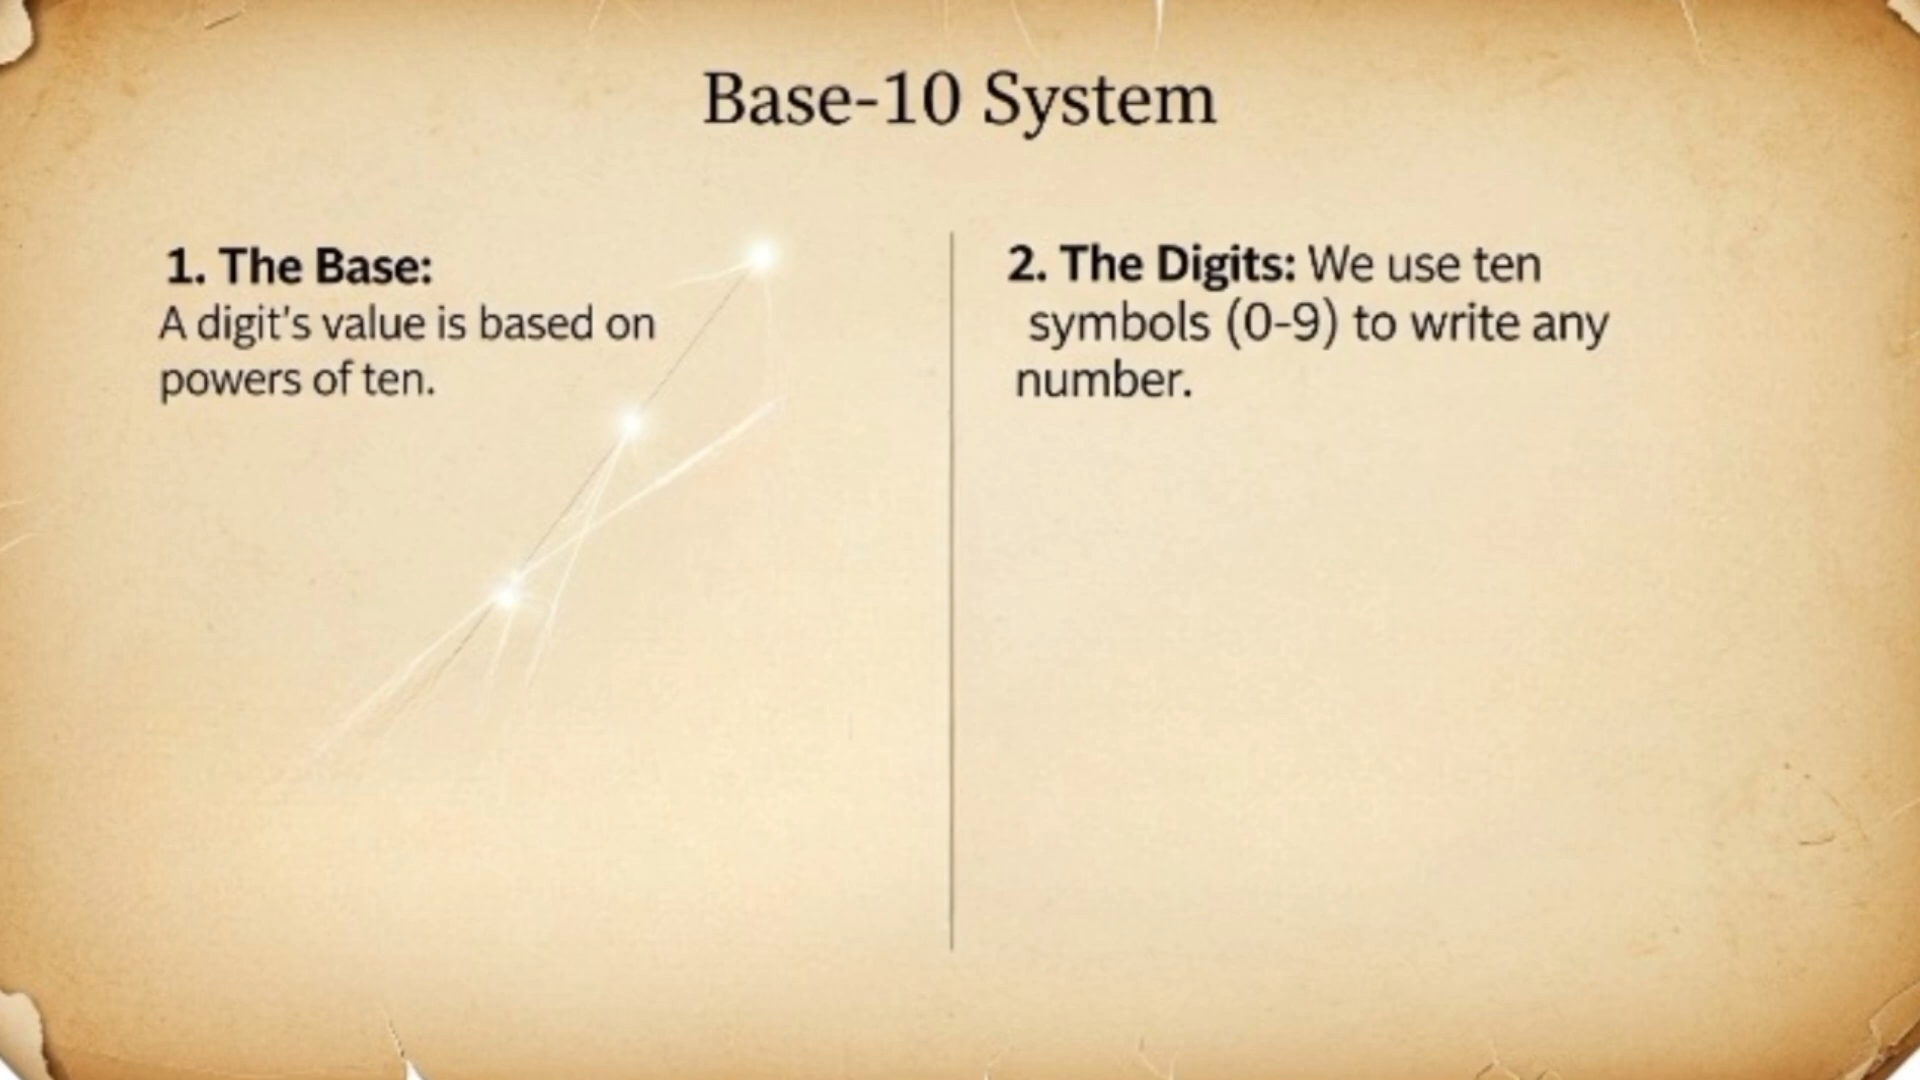 Base-10 System
1. The Base:
A digit's value is based on
powers of ten.
2. The Digits: We use ten
symbols (0-9) to write any
number.